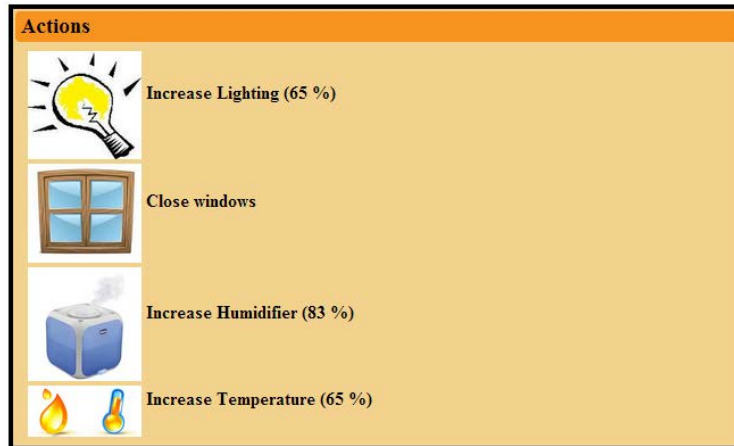 Actions
Increase Lighting (65 %)
Close windows
Increase Humidifier (83 %)
Increase Temperature (65 %)